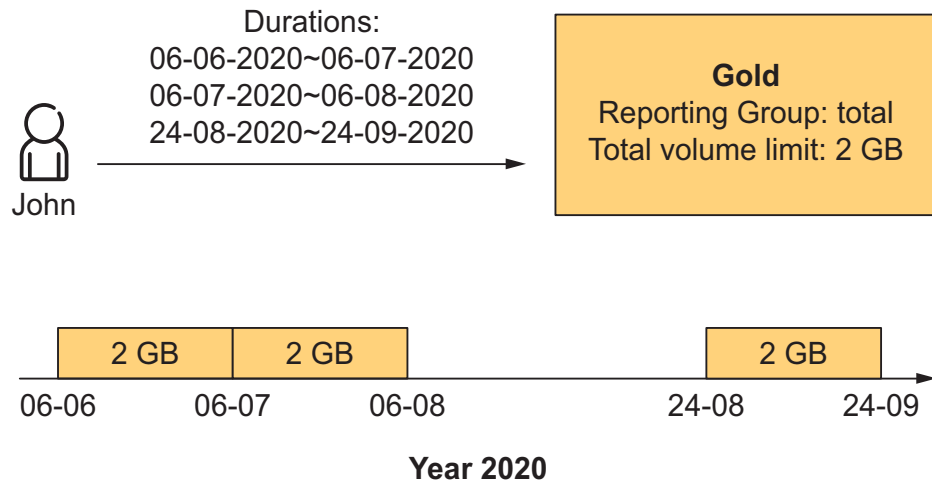 Durations:
06-06-2020~06-07-2020
06-07-2020~06-08-2020
24-08-2020~24-09-2020
John
Gold
Reporting Group: total
Total volume limit: 2 GB
2 GB 2 GB 2 GB
06-06 06-07 06-08 24-08 24-09
Year 2020